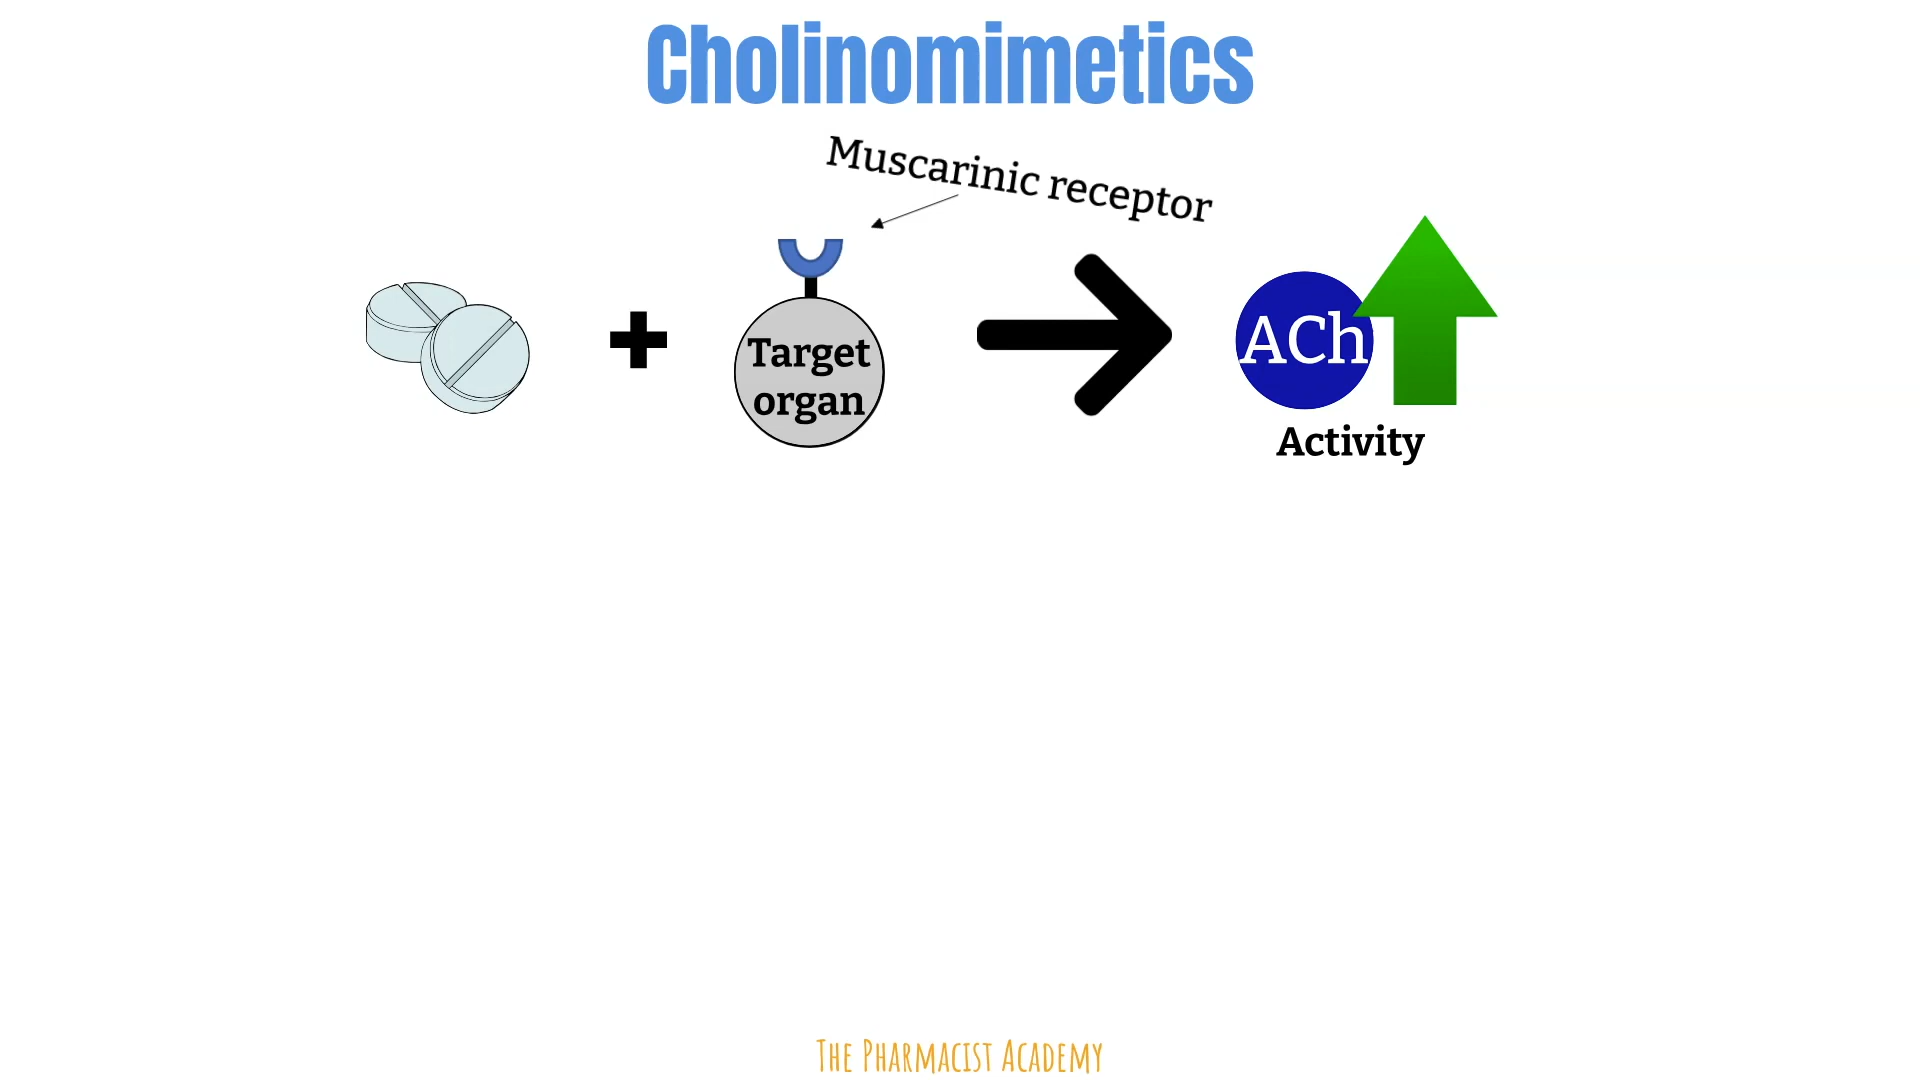 Cholinomimetics
Muscarinic receptor
Target
organ
ACh
Activity
The Pharmacist Academy